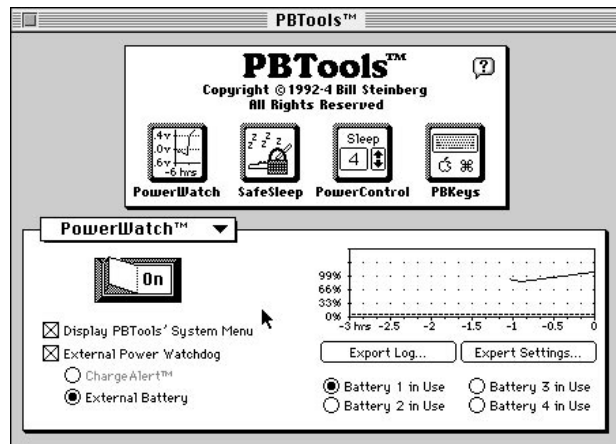 PBTools™
PBTools™
Copyright © 1992-4 Bill Steinberg
All Rights Reserved
?
.4v
.0v
.6v
-6 hrs
z z z z
Sleep
4
⌘
PowerWatch SafeSleep PowerControl PBKeys
PowerWatch™
On
Display PBTools' System Menu
External Power Watchdog
ChargeAlert™
External Battery
99%
66%
33%
0%
-3 hrs -2.5 -2 -1.5 -1 -0.5 0
Export Log... Expert Settings...
Battery 1 in Use Battery 3 in Use
Battery 2 in Use Battery 4 in Use